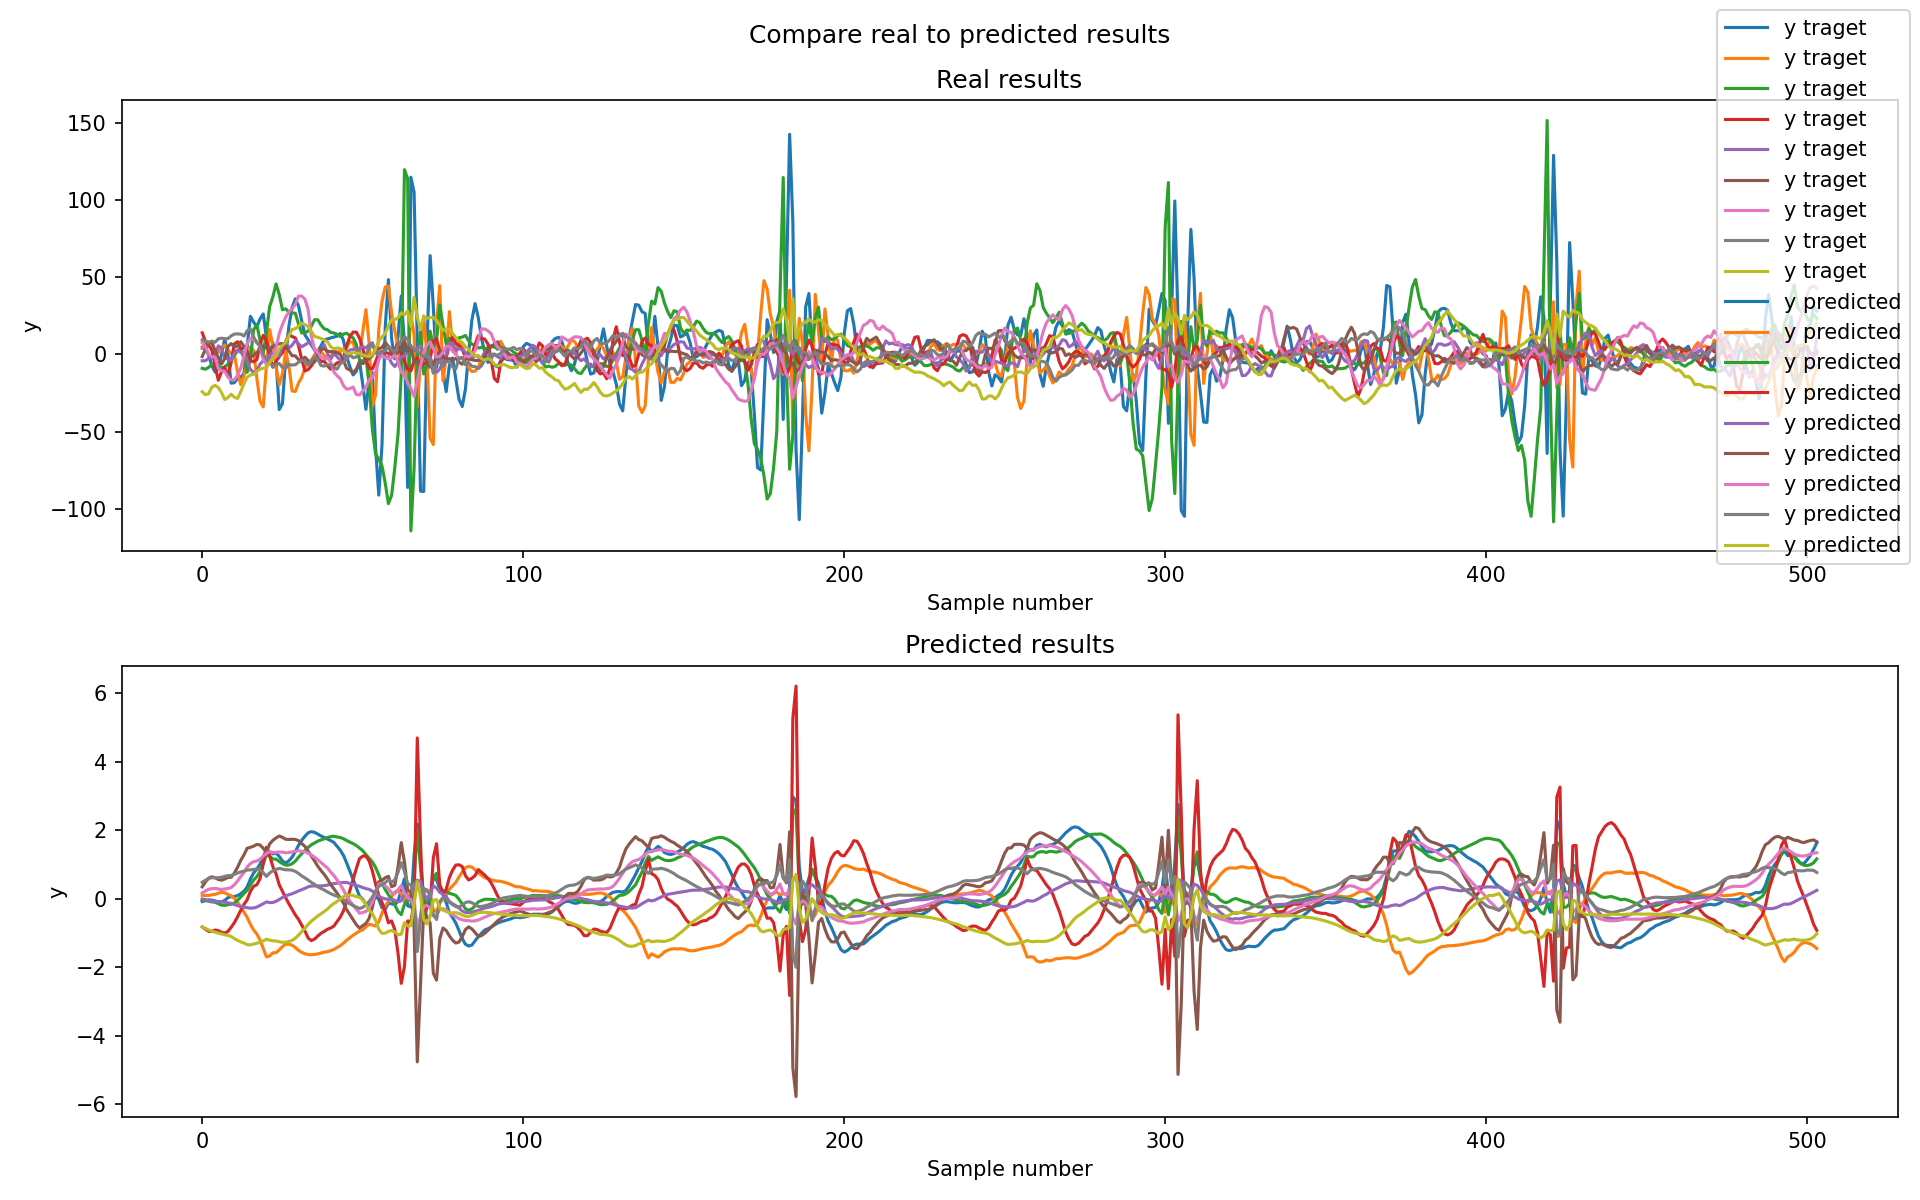 Compare real to predicted results
Real results
y traget
y traget
y traget
y traget
y traget
y traget
y traget
y traget
y traget
y predicted
y predicted
y predicted
y predicted
y predicted
y predicted
y predicted
y predicted
y predicted
150
100
50
0
−50
−100
y
0 100 200 300 400 500
Sample number
Predicted results
6
4
2
0
−2
−4
−6
y
0 100 200 300 400 500
Sample number